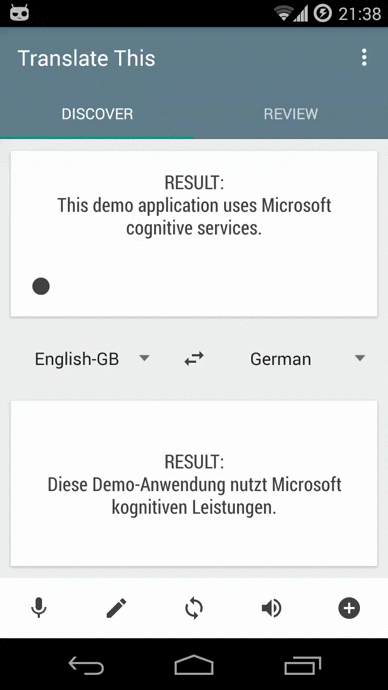 21:38
Translate This
DISCOVER
REVIEW
RESULT:
This demo application uses Microsoft
cognitive services.
English-GB
German
RESULT:
Diese Demo-Anwendung nutzt Microsoft
kognitiven Leistungen.